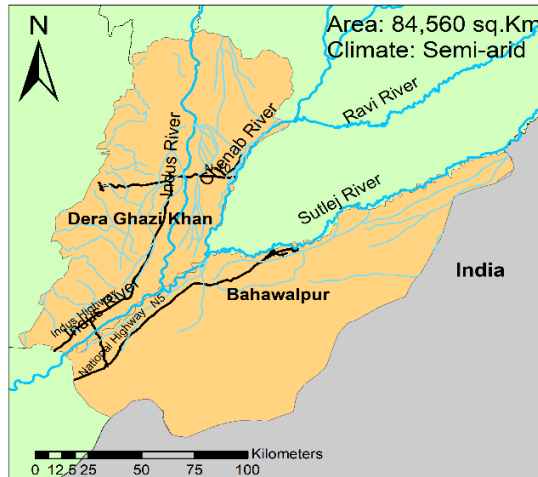 N
Area: 84,560 sq.Km
Climate: Semi-arid
Ravi River
Indus River
Chenab River
Sutlej River
Dera Ghazi Khan
India
Bahawalpur
Indus Highway
Indus River
National Highway N5
Kilometers
0 12.5 25 50 75 100